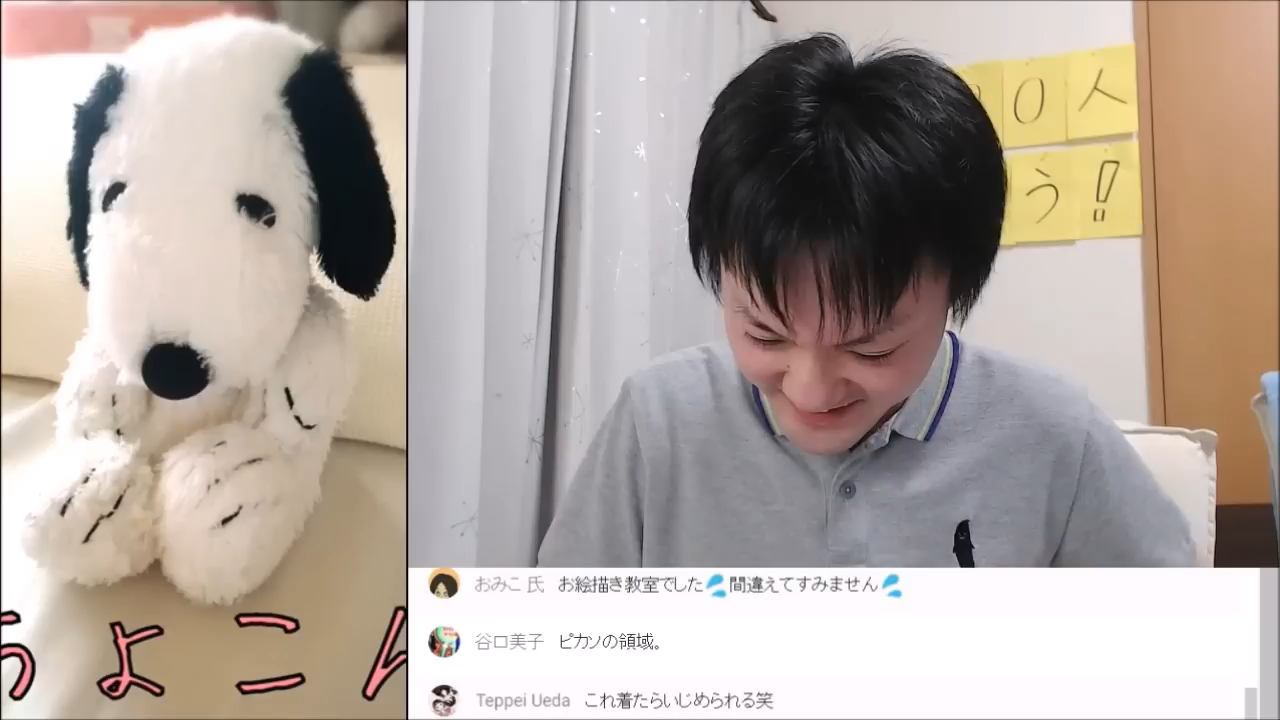 0人
う!
おみこ 氏 お絵描き教室でした💦間違えてすみません💦
谷口美子 ピカソの領域。
Teppei Ueda これ着たらいじめられる笑
ちょこん